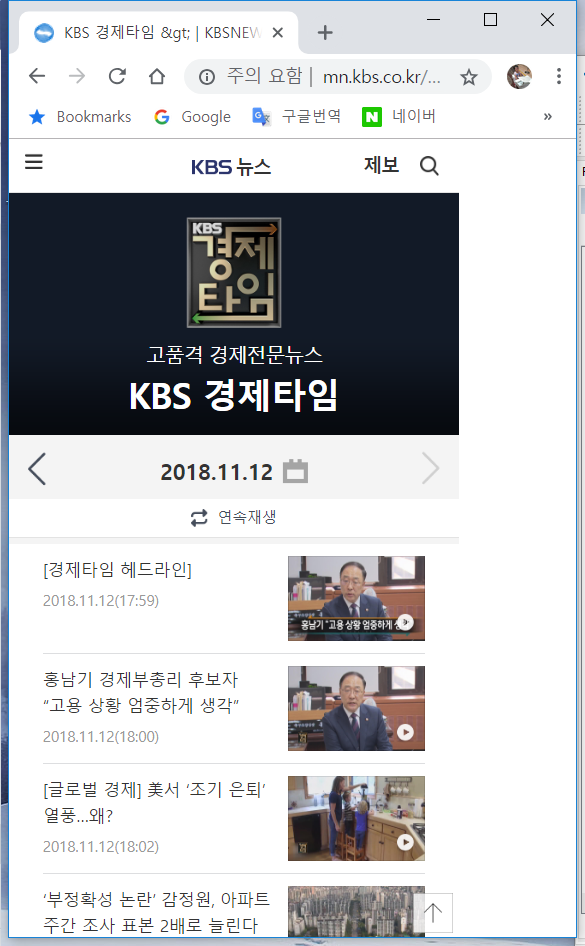 KBS 경제타임 &gt; | KBSNEW
주의 요함 | mn.kbs.co.kr/...
Bookmarks Google 구글번역 네이버 »
KBS 뉴스 제보
KBS
경제
타임
고품격 경제전문뉴스
KBS 경제타임
2018.11.12
연속재생
[경제타임 헤드라인]
2018.11.12(17:59)
홍남기 "고용 상황 엄중하게 생
홍남기 경제부총리 후보자
“고용 상황 엄중하게 생각”
2018.11.12(18:00)
[글로벌 경제] 美서 ‘조기 은퇴’
열풍...왜?
2018.11.12(18:02)
‘부정확성 논란’ 감정원, 아파트
주간 조사 표본 2배로 늘린다